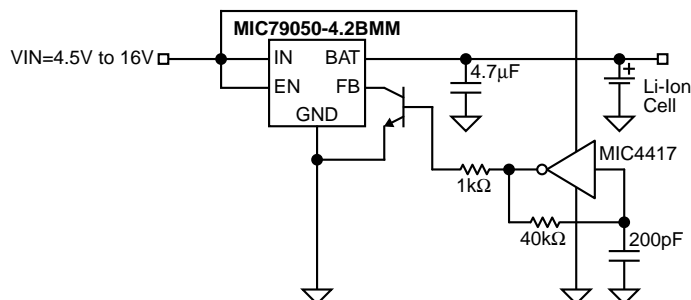 MIC79050-4.2BMM
VIN=4.5V to 16V
IN
BAT
EN
FB
GND
4.7µF
+
Li-Ion
Cell
MIC4417
1kΩ
40kΩ
200pF